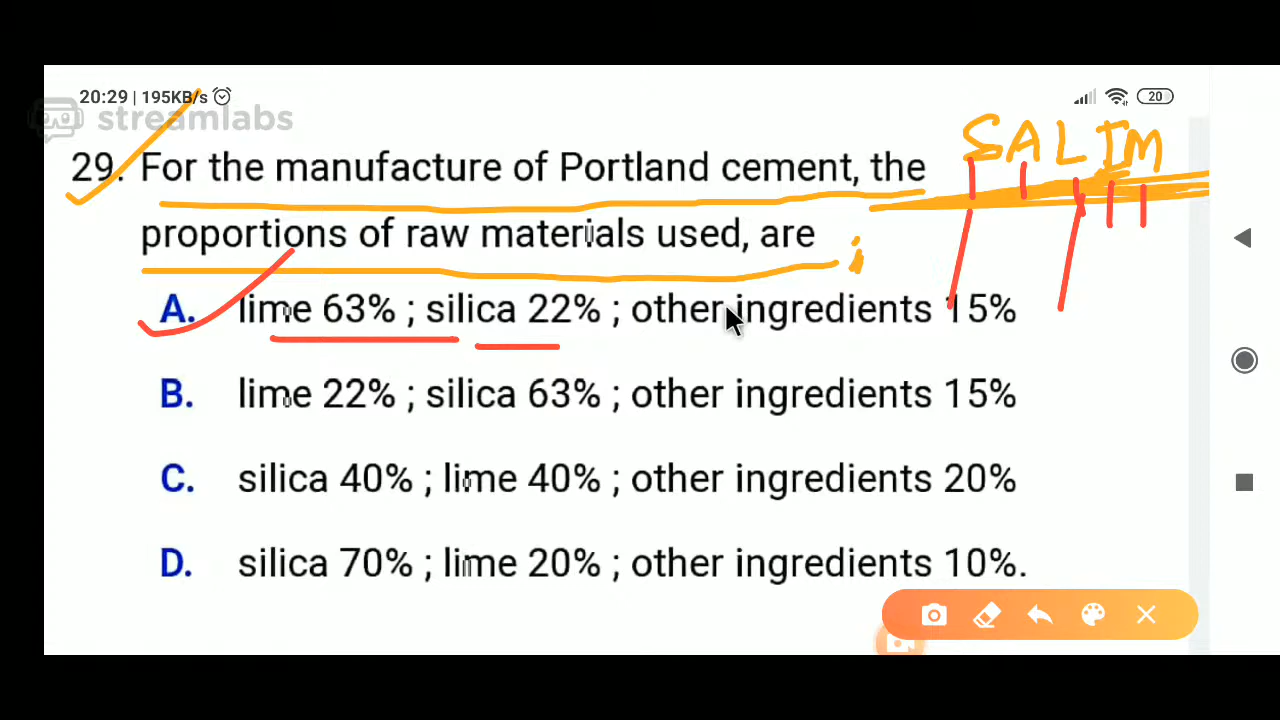 20:29 | 195KB/s
20
streamlabs
SALIM
29. For the manufacture of Portland cement, the
proportions of raw materials used, are
A. lime 63% ; silica 22% ; other ingredients 15%
B. lime 22% ; silica 63% ; other ingredients 15%
C. silica 40% ; lime 40% ; other ingredients 20%
D. silica 70% ; lime 20% ; other ingredients 10%.